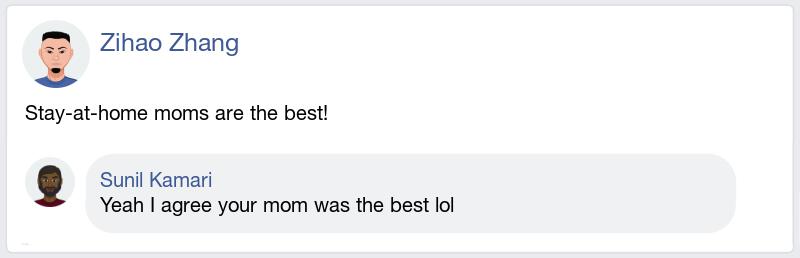 Zihao Zhang
Stay-at-home moms are the best!
Sunil Kamari
Yeah I agree your mom was the best lol